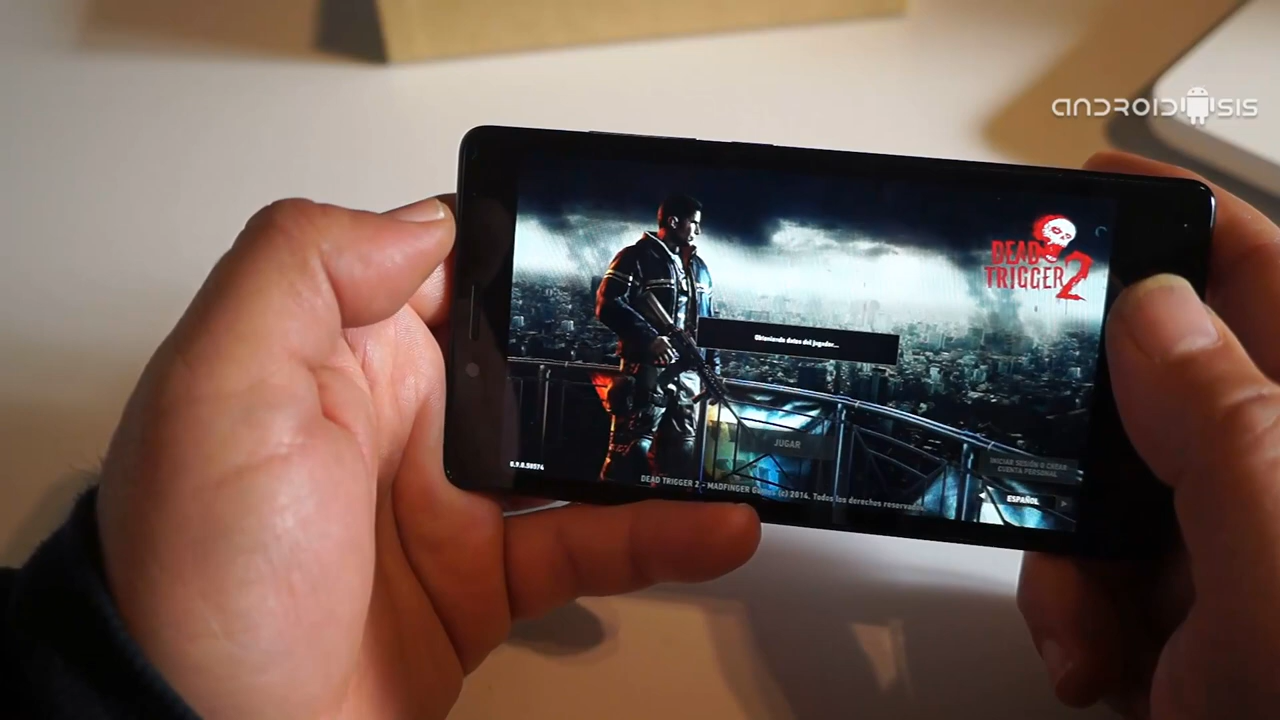 ANDROIDSIS
DEAD
TRIGGER 2
Obteniendo datos del jugador...
JUGAR
INICIAR SESIÓN O CREAR
CUENTA PERSONAL
ESPAÑOL
DEAD TRIGGER 2 - MADFINGER Games (c) 2014. Todos los derechos reservados